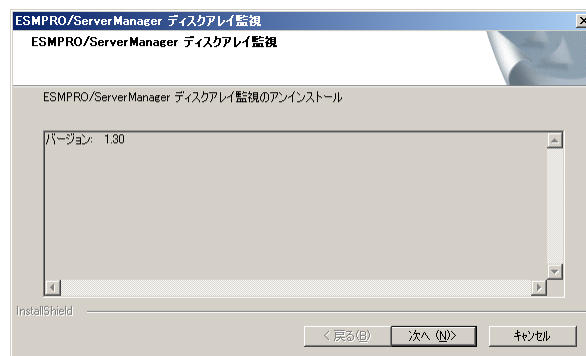 ESMPRO/ServerManager ディスクアレイ監視
ESMPRO/ServerManager ディスクアレイ監視
ESMPRO/ServerManager ディスクアレイ監視のアンインストール
バージョン: 1.30
InstallShield
< 戻る(B)
次へ (N)>
キャンセル